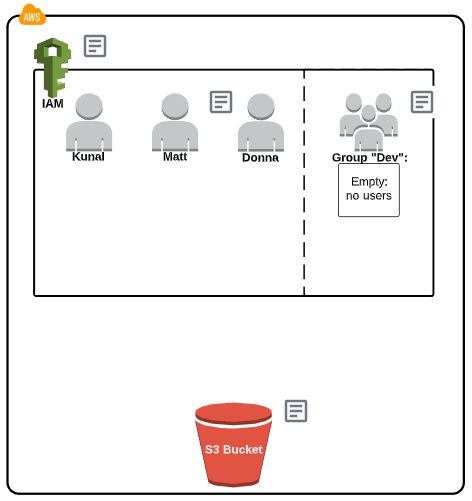 AWS
IAM
Kunal
Matt
Donna
Group "Dev":
Empty:
no users
S3 Bucket